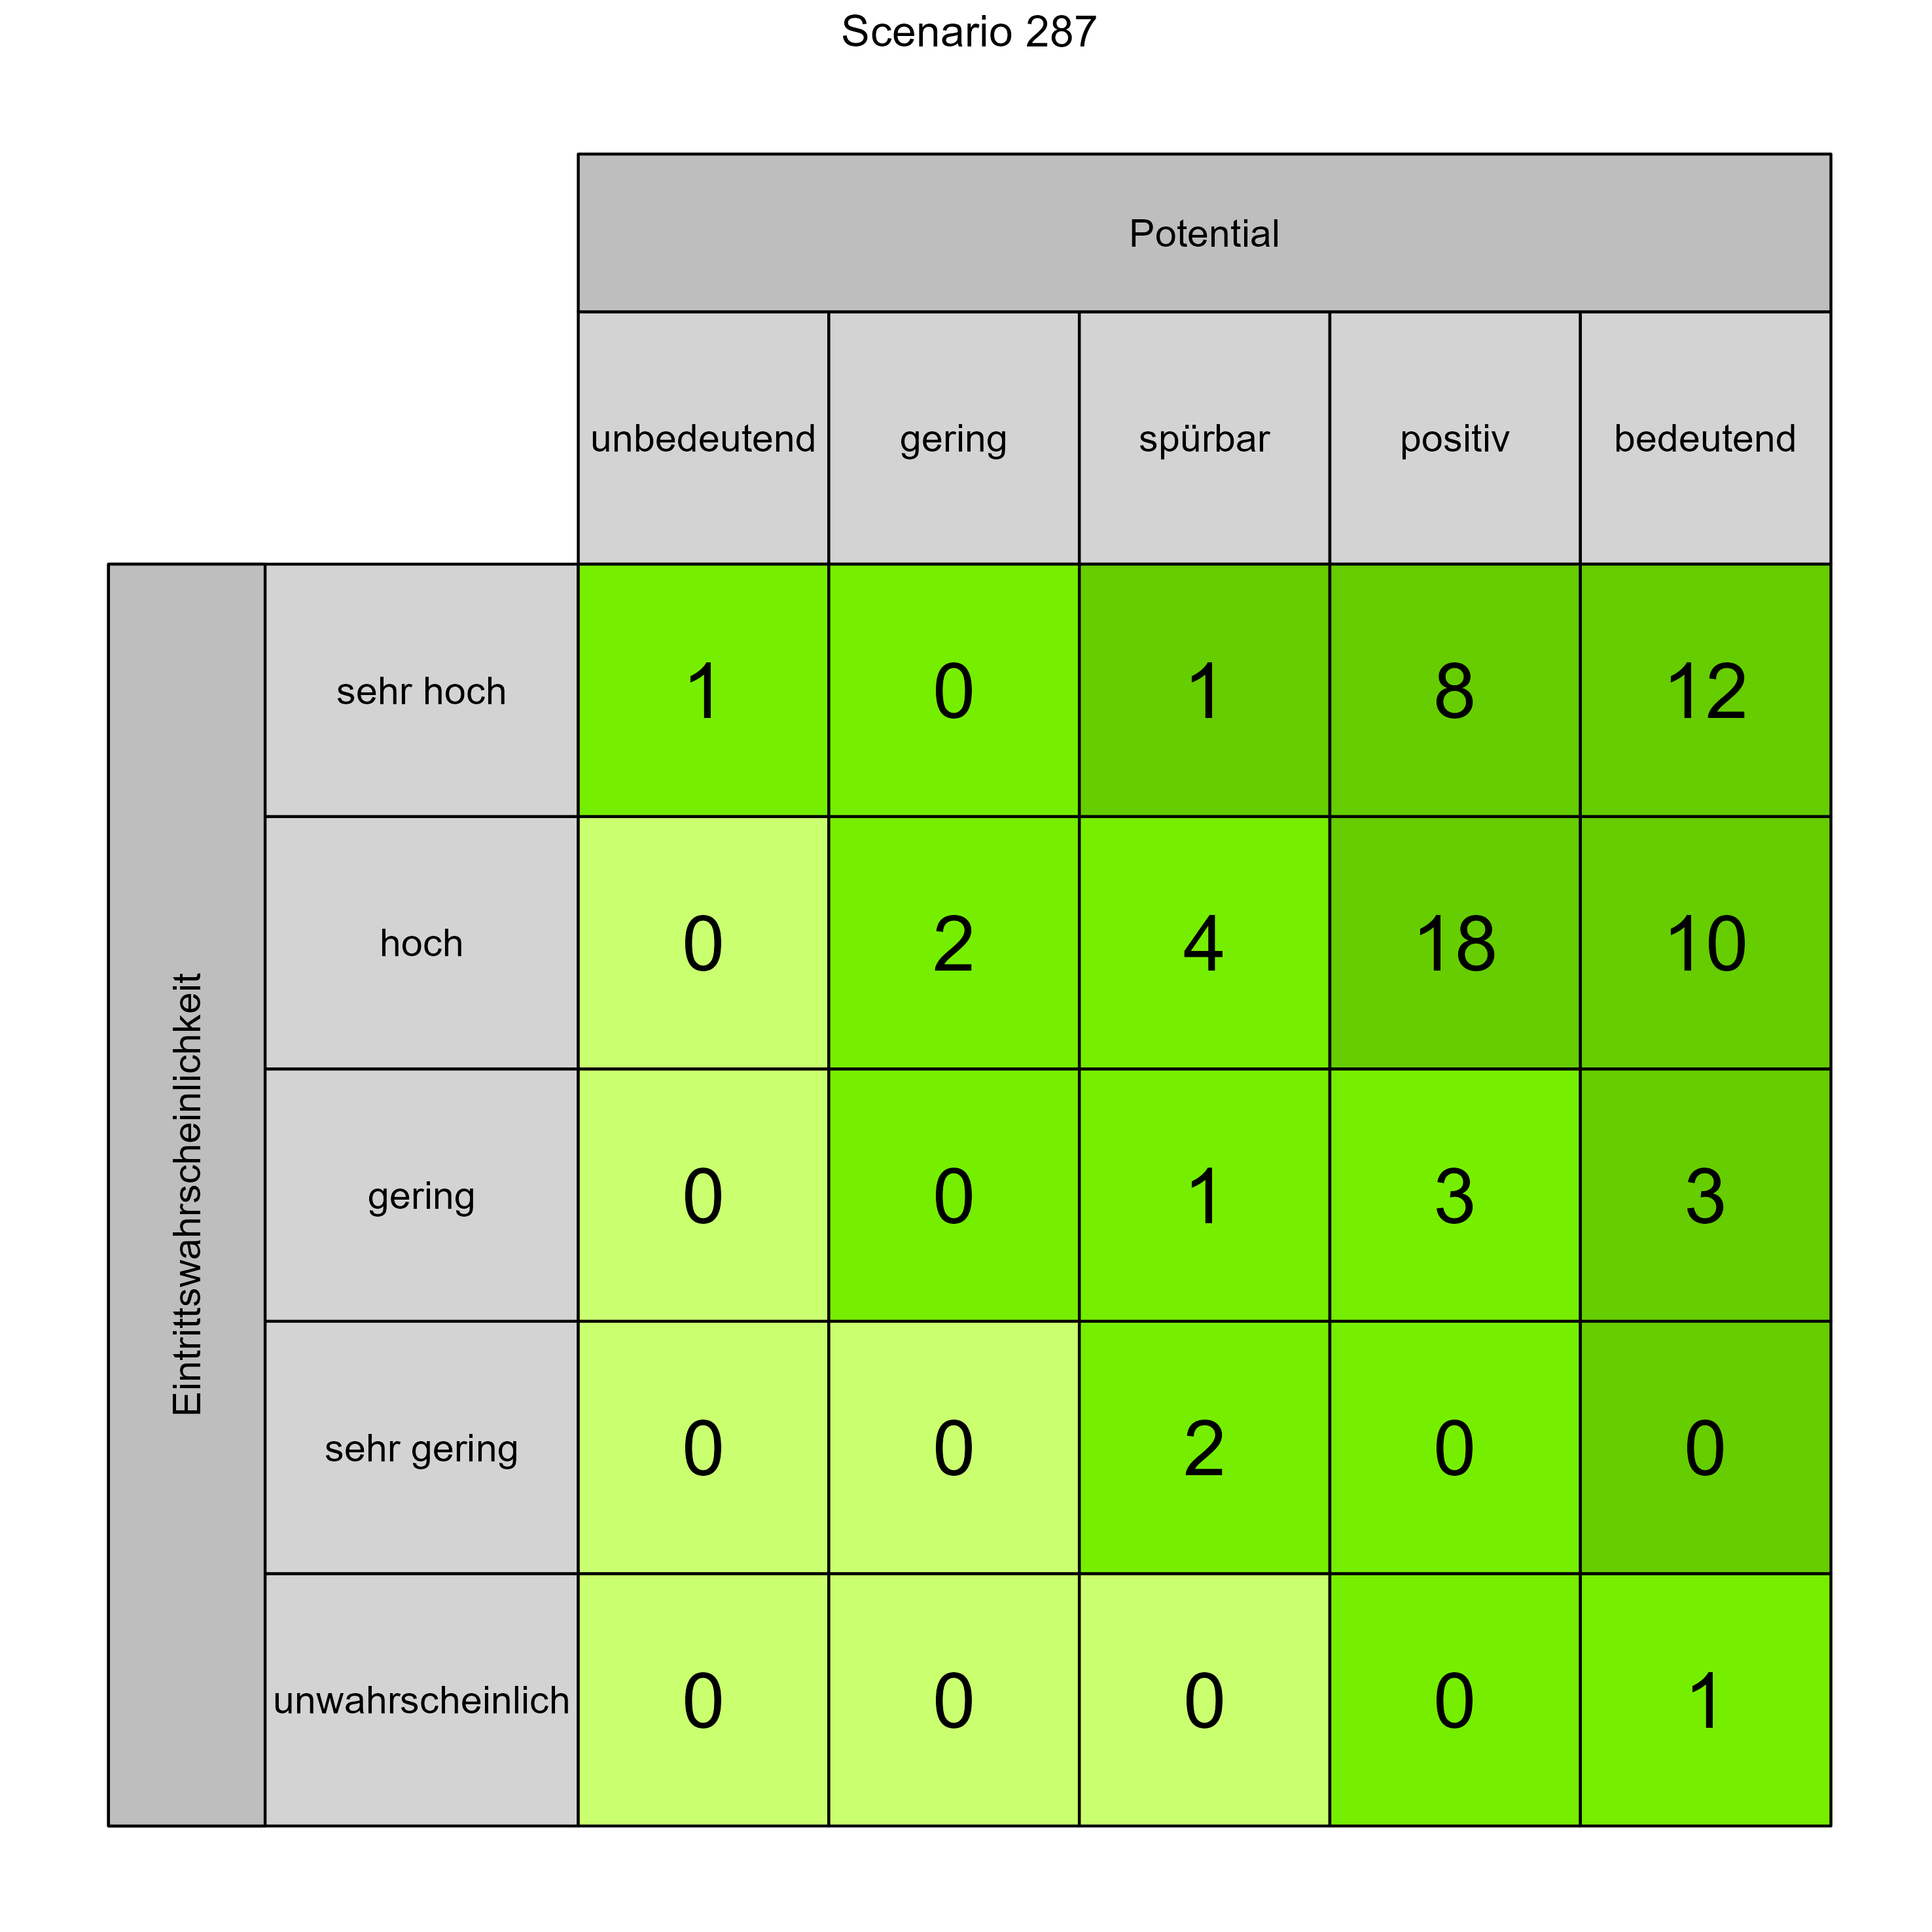 Scenario 287
Potential
unbedeutend gering spürbar positiv bedeutend
Eintrittswahrscheinlichkeit
sehr hoch 1 0 1 8 12
hoch 0 2 4 18 10
gering 0 0 1 3 3
sehr gering 0 0 2 0 0
unwahrscheinlich 0 0 0 0 1